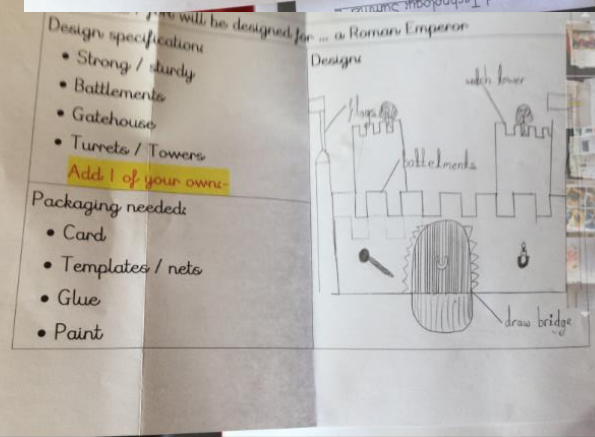 will be designed for ... a Roman Emperor
Design specification:
• Strong / sturdy
• Battlements
• Gatehouse
• Turrets / Towers
Add 1 of your own:-
Packaging needed:
• Card
• Templates / nets
• Glue
• Paint
Design:
watch tower
flags
battelments
draw bridge